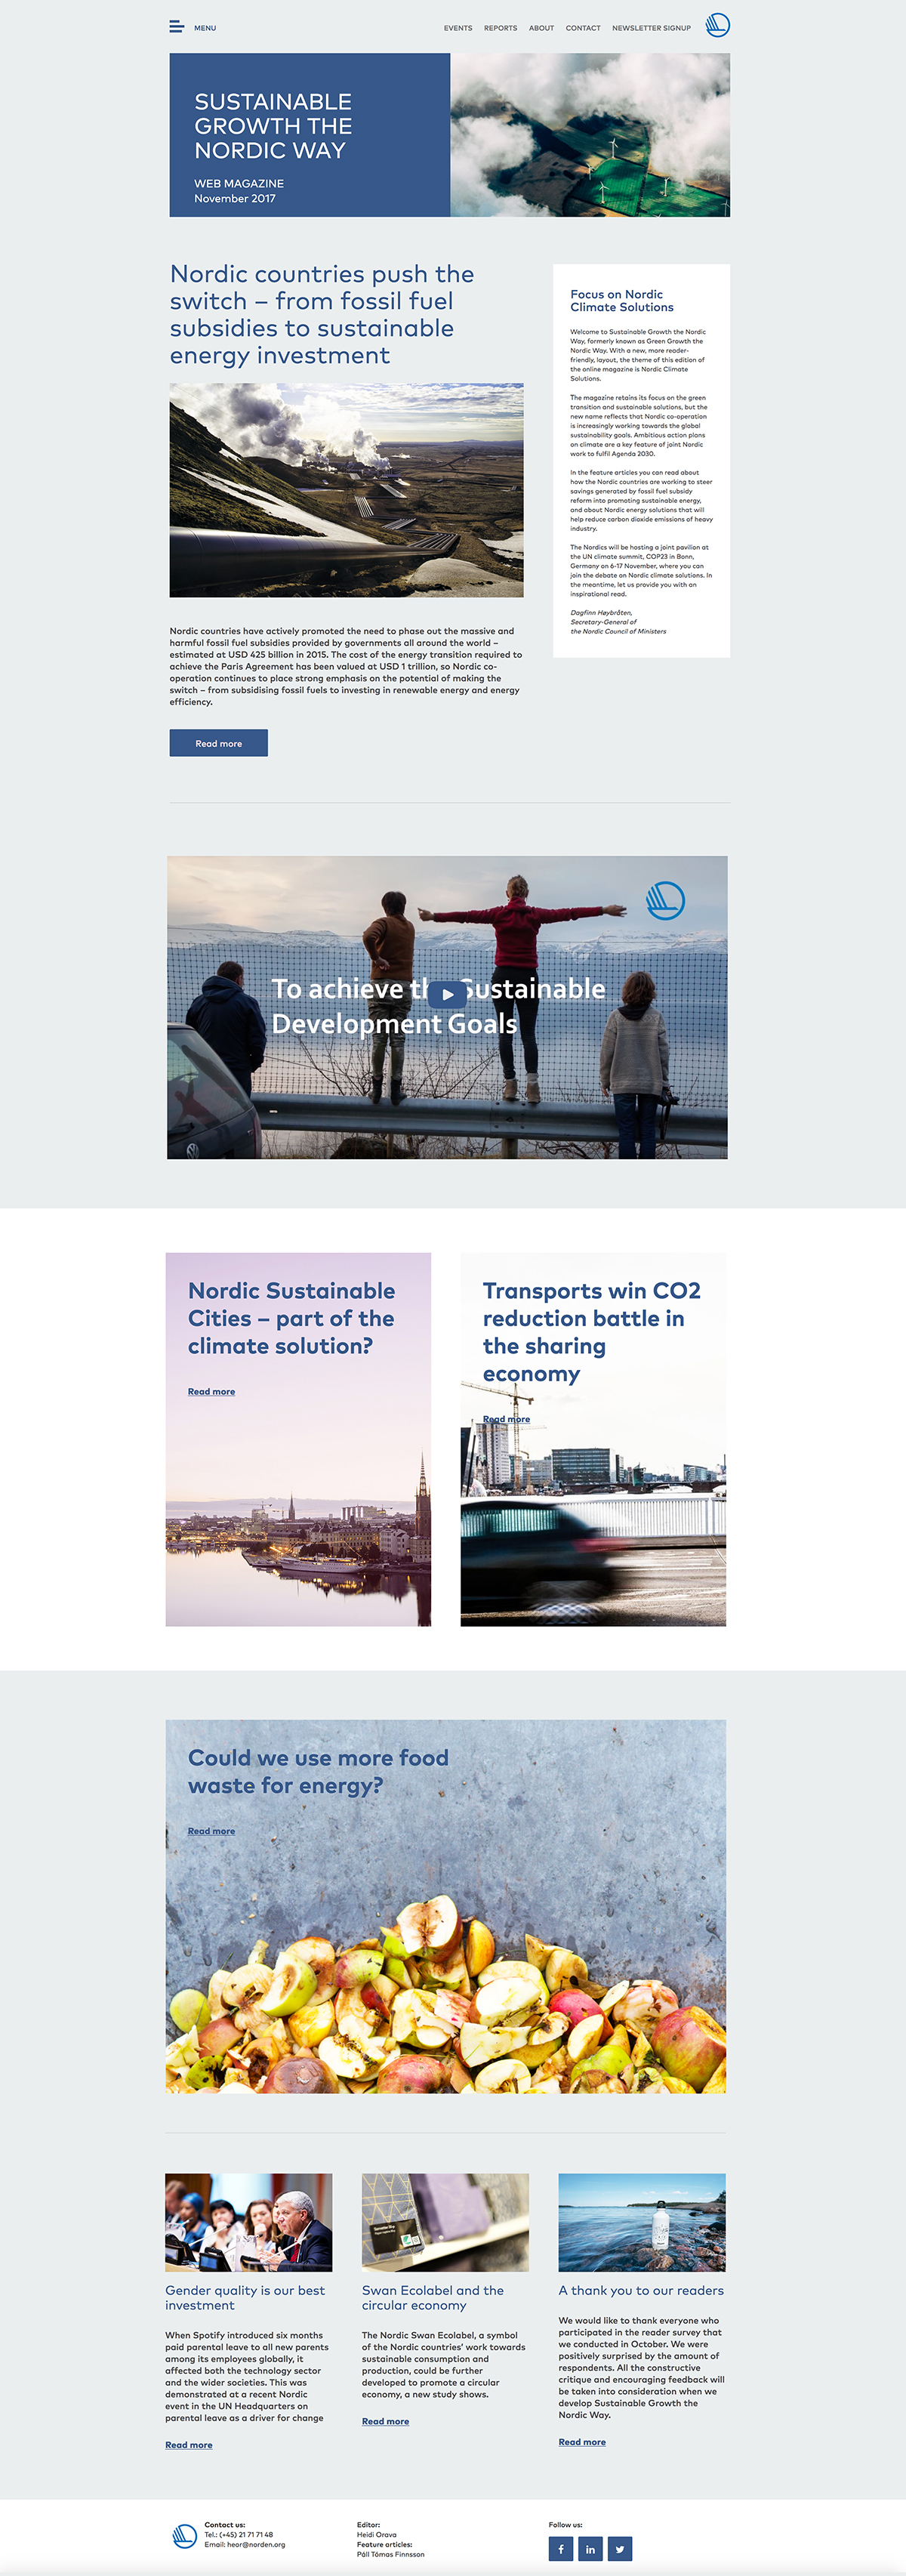 MENU
EVENTS REPORTS ABOUT CONTACT NEWSLETTER SIGNUP
SUSTAINABLE
GROWTH THE
NORDIC WAY
WEB MAGAZINE
November 2017
Nordic countries push the
switch – from fossil fuel
subsidies to sustainable
energy investment
Nordic countries have actively promoted the need to phase out the massive and
harmful fossil fuel subsidies provided by governments all around the world –
estimated at USD 425 billion in 2015. The cost of the energy transition required to
achieve the Paris Agreement has been valued at USD 1 trillion, so Nordic co-
operation continues to place strong emphasis on the potential of making the
switch – from subsidising fossil fuels to investing in renewable energy and energy
efficiency.
Read more
Focus on Nordic
Climate Solutions
Welcome to Sustainable Growth the Nordic
Way, formerly known as Green Growth the
Nordic Way. With a new, more reader-
friendly, layout, the theme of this edition of
the online magazine is Nordic Climate
Solutions.
The magazine retains its focus on the green
transition and sustainable solutions, but the
new name reflects that Nordic co-operation
is increasingly working towards the global
sustainability goals. Ambitious action plans
on climate are a key feature of joint Nordic
work to fulfil Agenda 2030.
In the feature articles you can read about
how the Nordic countries are working to steer
savings generated by fossil fuel subsidy
reform into promoting sustainable energy,
and about Nordic energy solutions that will
help reduce carbon dioxide emissions of heavy
industry.
The Nordics will be hosting a joint pavilion at
the UN climate summit, COP23 in Bonn,
Germany on 6-17 November, where you can
join the debate on Nordic climate solutions. In
the meantime, let us provide you with an
inspirational read.
Dagfinn Høybråten,
Secretary-General of
the Nordic Council of Ministers
To achieve the Sustainable
Development Goals
Nordic Sustainable
Cities – part of the
climate solution?
Read more
Transports win CO2
reduction battle in
the sharing
economy
Read more
Could we use more food
waste for energy?
Read more
Gender quality is our best
investment
When Spotify introduced six months
paid parental leave to all new parents
among its employees globally, it
affected both the technology sector
and the wider societies. This was
demonstrated at a recent Nordic
event in the UN Headquarters on
parental leave as a driver for change
Read more
Swan Ecolabel and the
circular economy
The Nordic Swan Ecolabel, a symbol
of the Nordic countries' work towards
sustainable consumption and
production, could be further
developed to promote a circular
economy, a new study shows.
Read more
A thank you to our readers
We would like to thank everyone who
participated in the reader survey that
we conducted in October. We were
positively surprised by the amount of
respondents. All the constructive
critique and encouraging feedback will
be taken into consideration when we
develop Sustainable Growth the
Nordic Way.
Read more
Contact us:
Tel.: (+45) 21 71 71 48
Email: heor@norden.org
Editor:
Heidi Orava
Feature articles:
Páll Tómas Finnsson
Follow us: